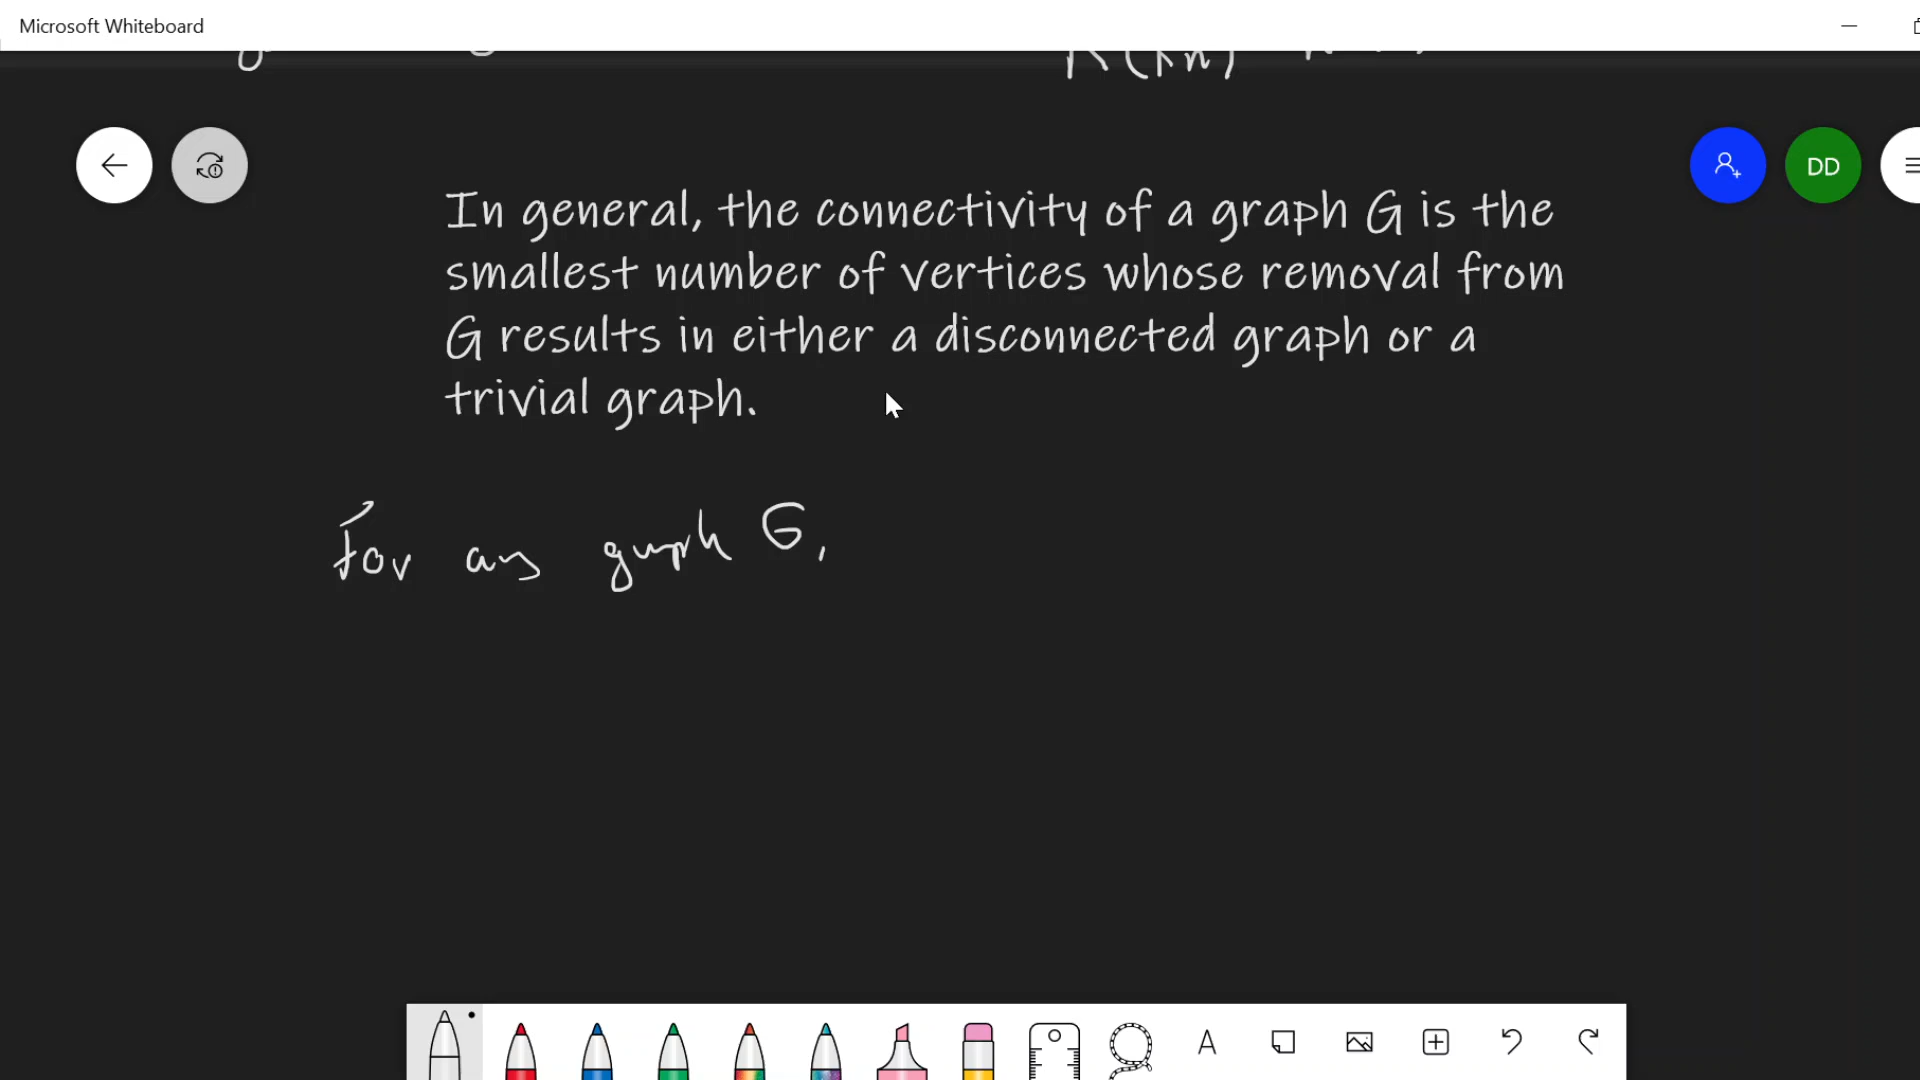 Microsoft Whiteboard
DD
In general, the connectivity of a graph G is the
smallest number of vertices whose removal from
G results in either a disconnected graph or a
trivial graph.
For any graph G,
A